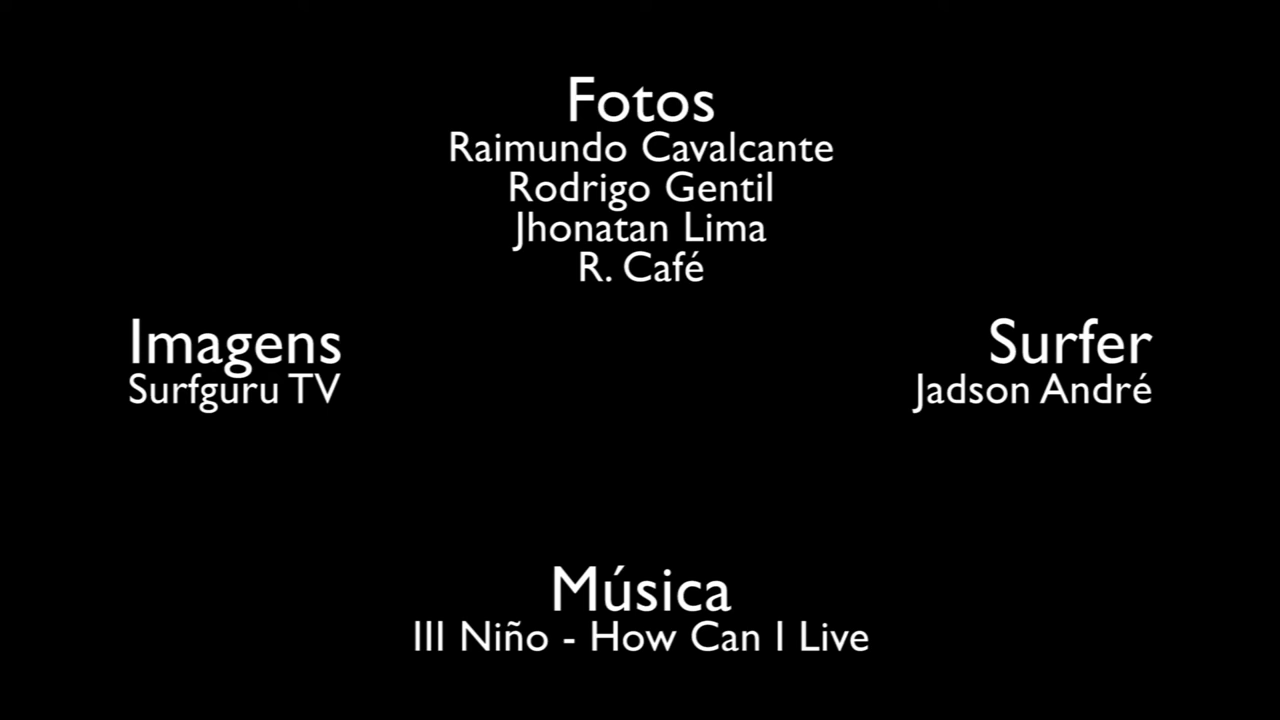 Fotos
Raimundo Cavalcante
Rodrigo Gentil
Jhonatan Lima
R. Café
Imagens
Surfguru TV
Surfer
Jadson André
Música
Ill Niño - How Can I Live